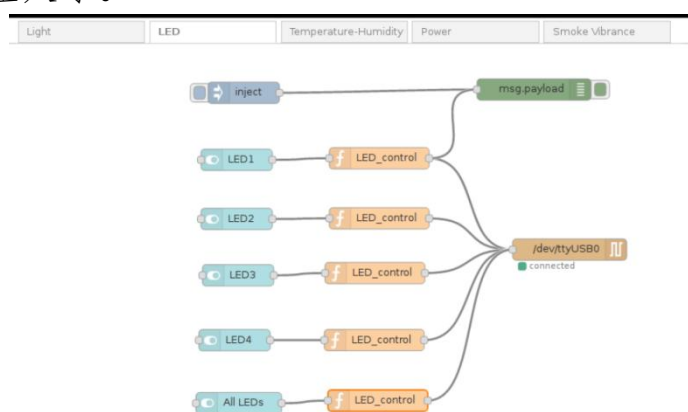 Light LED Temperature-Humidity Power Smoke Vibrance
inject msg.payload
LED1 LED_control
LED2 LED_control
/dev/ttyUSB0
connected
LED3 LED_control
LED4 LED_control
All LEDs LED_control